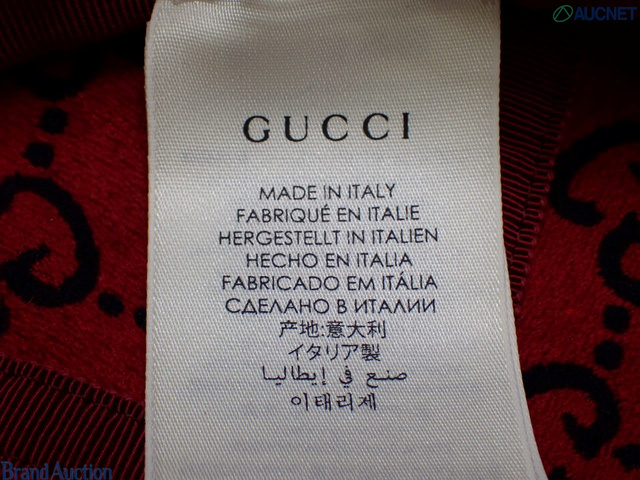 AUCNET
GUCCI
MADE IN ITALY
FABRIQUÉ EN ITALIE
HERGESTELLT IN ITALIEN
HECHO EN ITALIA
FABRICADO EM ITÁLIA
СДЕЛАНО В ИТАЛИИ
产地:意大利
イタリア製
صنع في إيطاليا
이태리제
Brand Auction